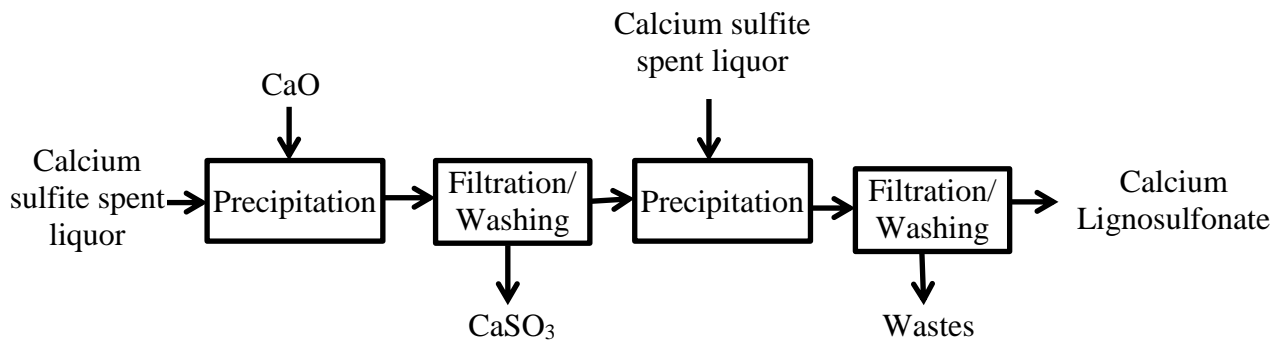 Calcium sulfite
spent liquor
CaO
Calcium
sulfite spent
liquor
Precipitation
Filtration/
Washing
Precipitation
Filtration/
Washing
Calcium
Lignosulfonate
CaSO₃
Wastes